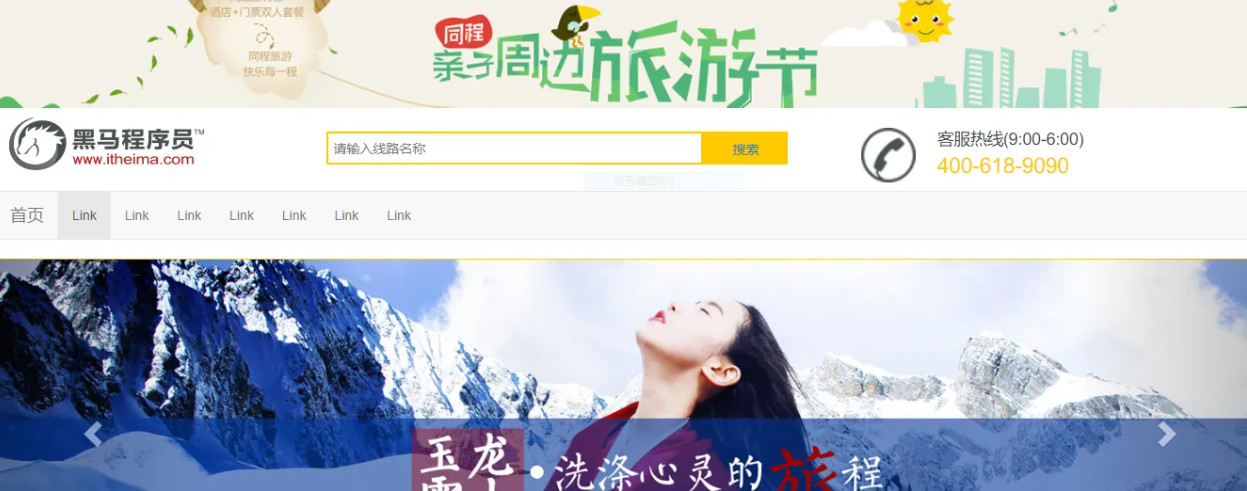 酒店+门票双人套餐
同程旅游
快乐每一程
同程
亲子周边旅游节
黑马程序员™
www.itheima.com
请输入线路名称
搜索
客服热线(9:00-6:00)
400-618-9090
首页 Link Link Link Link Link Link Link
玉龙
•洗涤心灵的旅程